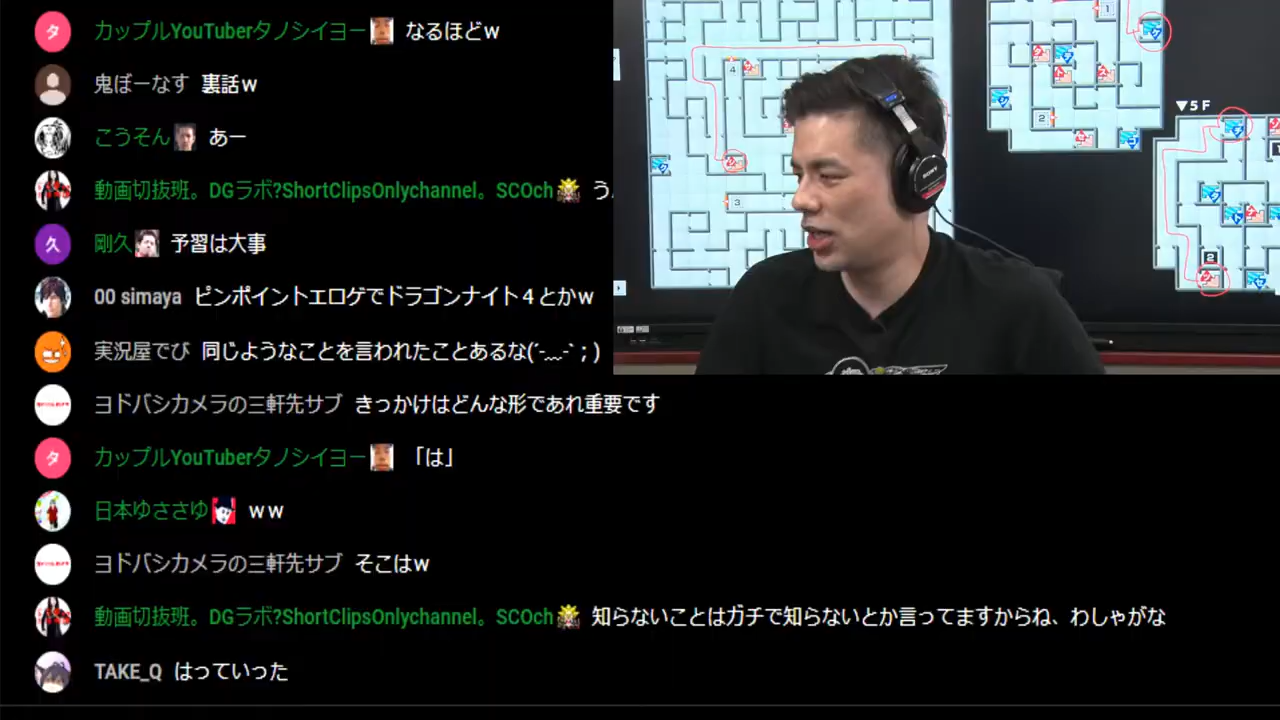 カップルYouTuberタノシイヨー なるほどw
鬼ぼーなす 裏話w
こうそん あー
動画切抜班。DGラボ?ShortClipsOnlychannel。SCOch う
剛久 予習は大事
00 simaya ピンポイントエロゲでドラゴンナイト4とかw
実況屋でび 同じようなことを言われたことあるな(´-﹏-`；)
ヨドバシカメラの三軒先サブ きっかけはどんな形であれ重要です
カップルYouTuberタノシイヨー 「は」
日本ゆささゆ ww
ヨドバシカメラの三軒先サブ そこはw
動画切抜班。DGラボ?ShortClipsOnlychannel。SCOch 知らないことはガチで知らないとか言ってますからね、わしゃがな
TAKE_Q はっていった
タ
久
タ
4
3
1
2
▼5F
2
SONY